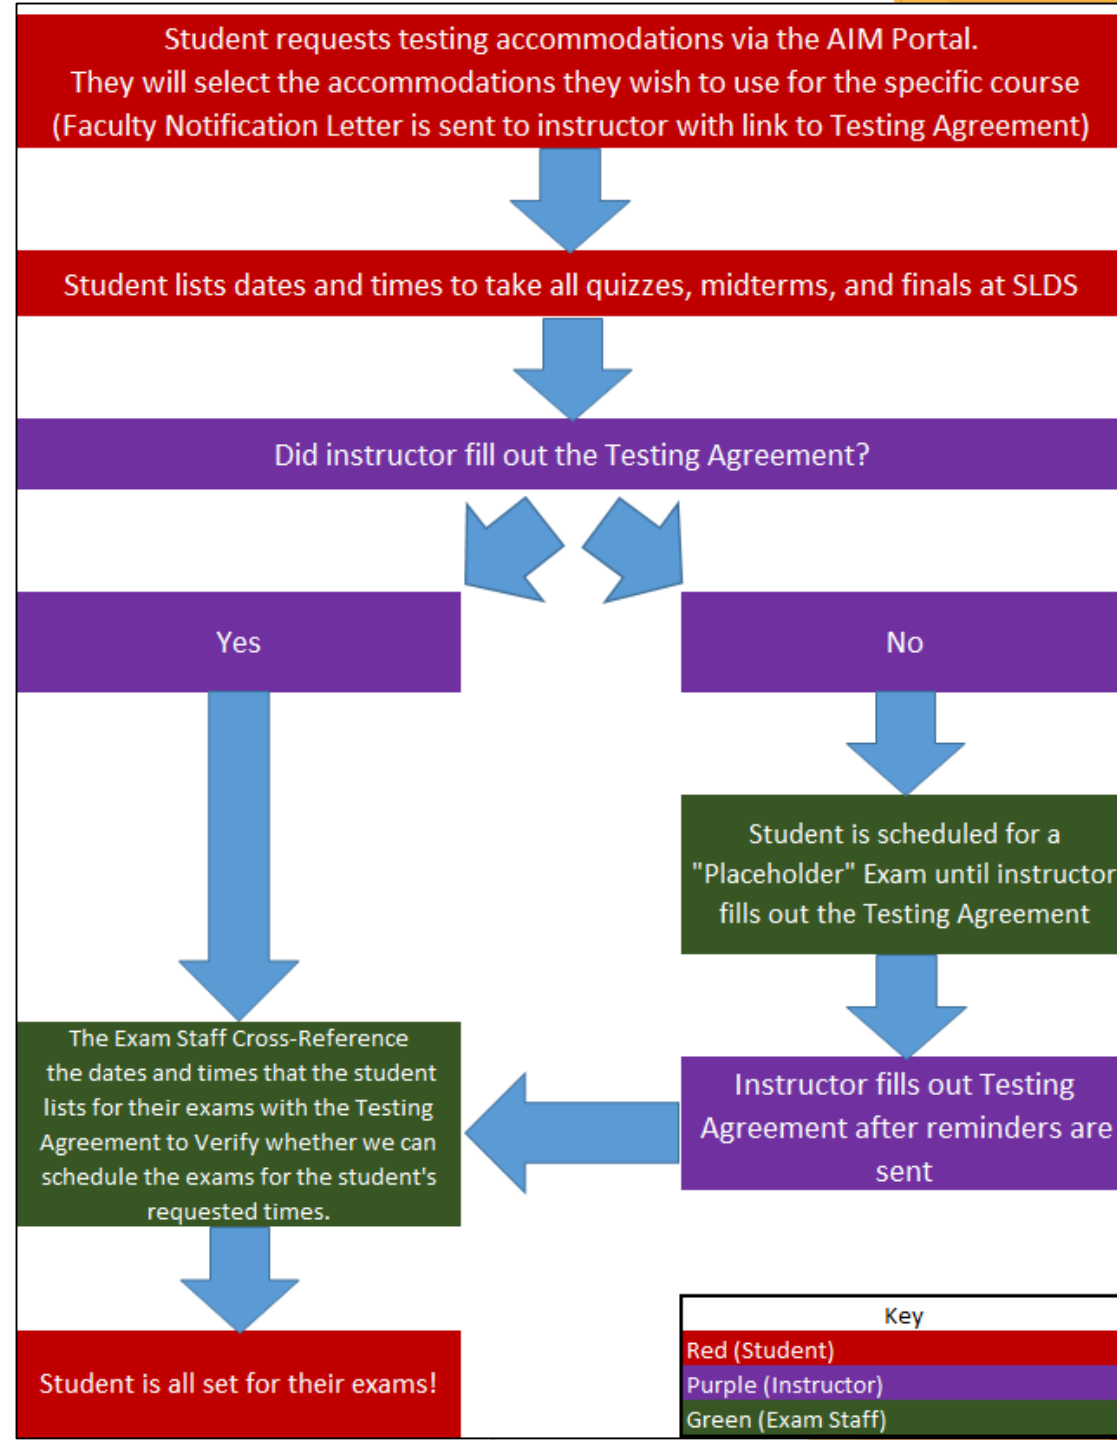 Student requests testing accommodations via the AIM Portal.
They will select the accommodations they wish to use for the specific course
(Faculty Notification Letter is sent to instructor with link to Testing Agreement)
Student lists dates and times to take all quizzes, midterms, and finals at SLDS
Did instructor fill out the Testing Agreement?
Yes
No
Student is scheduled for a
"Placeholder" Exam until instructor
fills out the Testing Agreement
The Exam Staff Cross-Reference
the dates and times that the student
lists for their exams with the Testing
Agreement to Verify whether we can
schedule the exams for the student's
requested times.
Instructor fills out Testing
Agreement after reminders are
sent
Student is all set for their exams!
Key
Red (Student)
Purple (Instructor)
Green (Exam Staff)